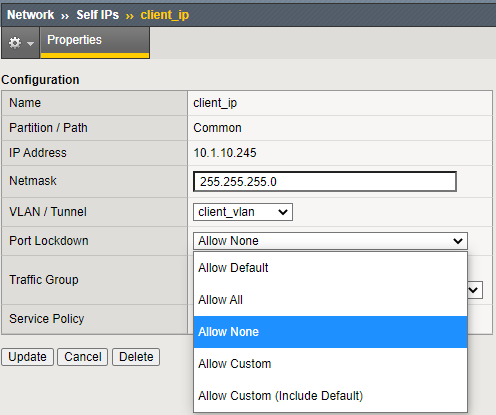 Network ›› Self IPs ›› client_ip
Properties
Configuration
Name client_ip
Partition / Path Common
IP Address 10.1.10.245
Netmask 255.255.255.0
VLAN / Tunnel client_vlan
Port Lockdown Allow None
Allow Default
Traffic Group
Allow All
Service Policy
Allow None
Allow Custom
Allow Custom (Include Default)
Update Cancel Delete